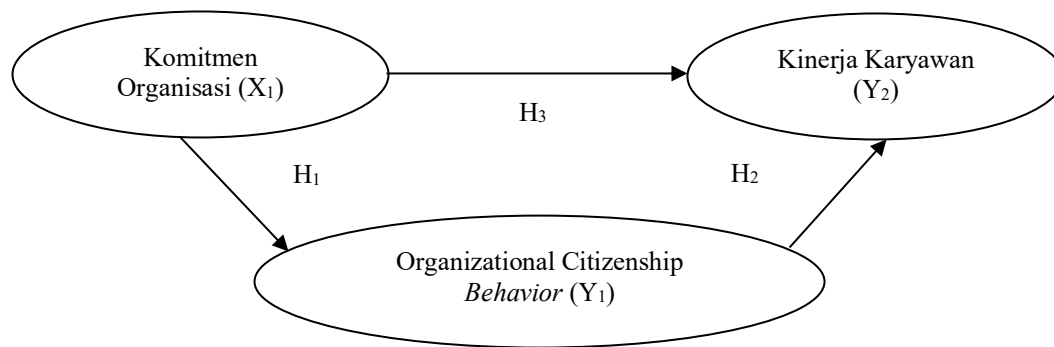 Komitmen
Organisasi (X₁)
Kinerja Karyawan
(Y₂)
H₃
H₁
H₂
Organizational Citizenship
Behavior (Y₁)